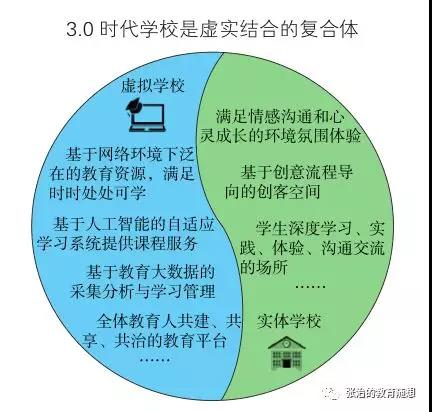 3.0 时代学校是虚实结合的复合体
虚拟学校
基于网络环境下泛
在的教育资源，满足
时时处处可学
基于人工智能的自适应
学习系统提供课程服务
基于教育大数据的
采集分析与学习管理
全体教育人共建、共
享、共治的教育平台
……
满足情感沟通和心
灵成长的环境氛围体验
基于创意流程导
向的创客空间
学生深度学习、实
践、体验、沟通交流
的场所
……
实体学校
张治的教育随想